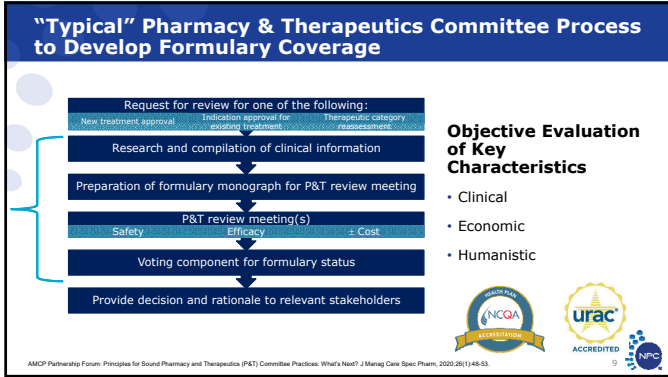 “Typical” Pharmacy & Therapeutics Committee Process
to Develop Formulary Coverage
Request for review for one of the following:
New treatment approval
Indication approval for
existing treatment
Therapeutic category
reassessment
Research and compilation of clinical information
Preparation of formulary monograph for P&T review meeting
P&T review meeting(s)
Safety Efficacy ± Cost
Voting component for formulary status
Provide decision and rationale to relevant stakeholders
Objective Evaluation
of Key
Characteristics
• Clinical
• Economic
• Humanistic
HEALTH PLAN
NCQA
ACCREDITATION
urac
ACCREDITED
AMCP Partnership Forum: Principles for Sound Pharmacy and Therapeutics (P&T) Committee Practices: What's Next? J Manag Care Spec Pharm, 2020;26(1):48-53.
9
NPC